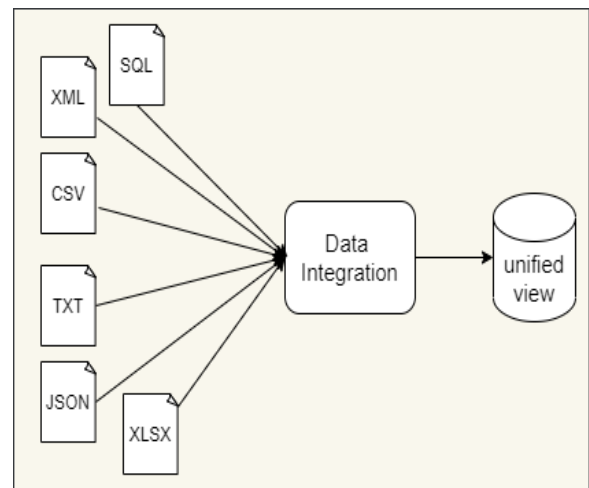 SQL
XML
CSV
TXT
JSON
XLSX
Data
Integration
unified
view